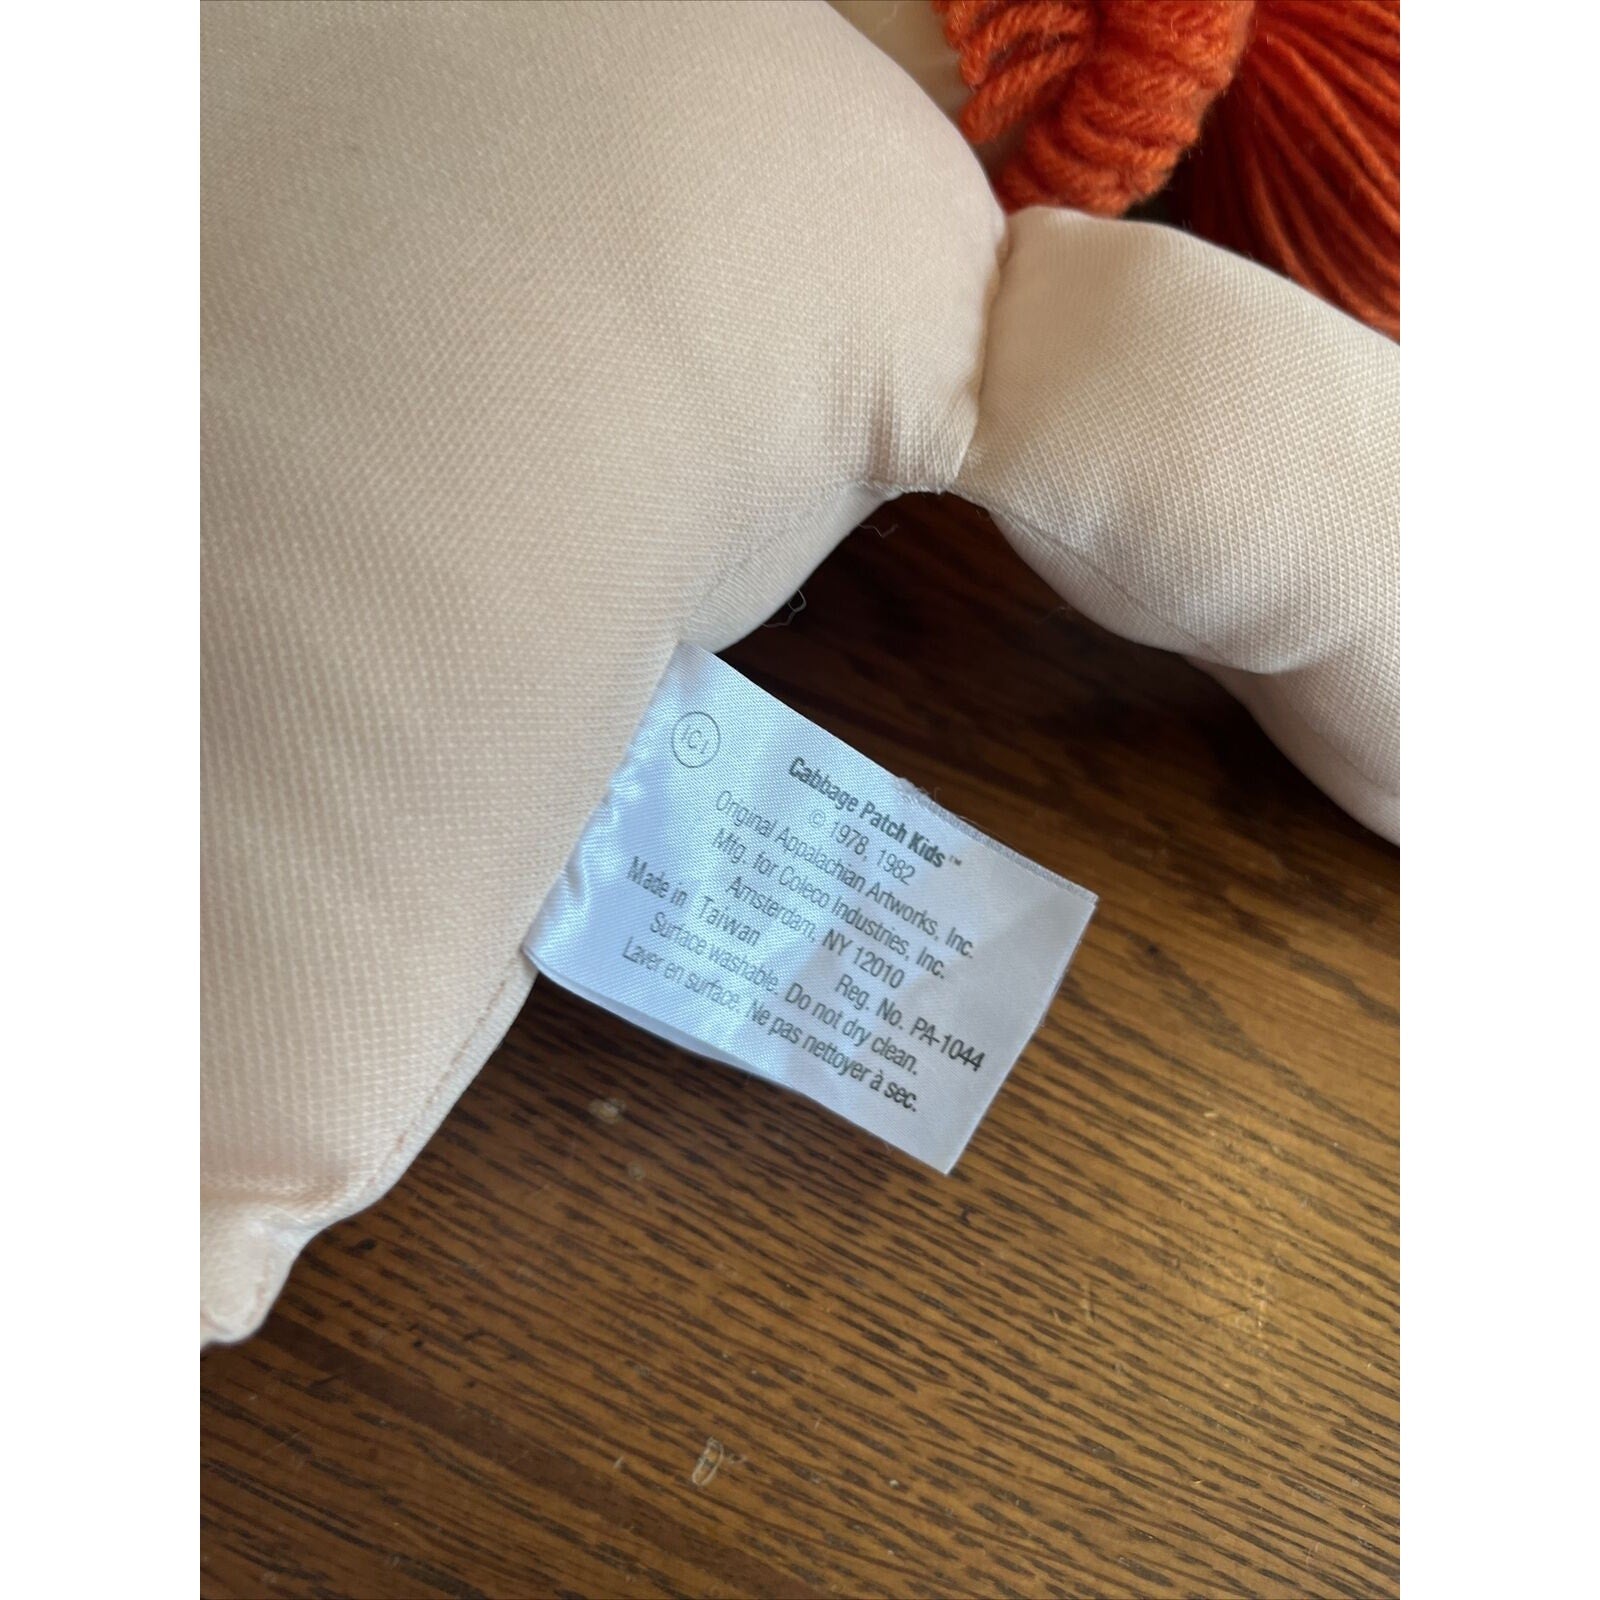 IC1
Cabbage Patch Kids™
© 1978, 1982
Original Appalachian Artworks, Inc.
Mfg. for Coleco Industries, Inc.
Amsterdam, NY 12010
Made in Taiwan Reg. No. PA-1044
Surface washable. Do not dry clean.
Laver en surface. Ne pas nettoyer à sec.